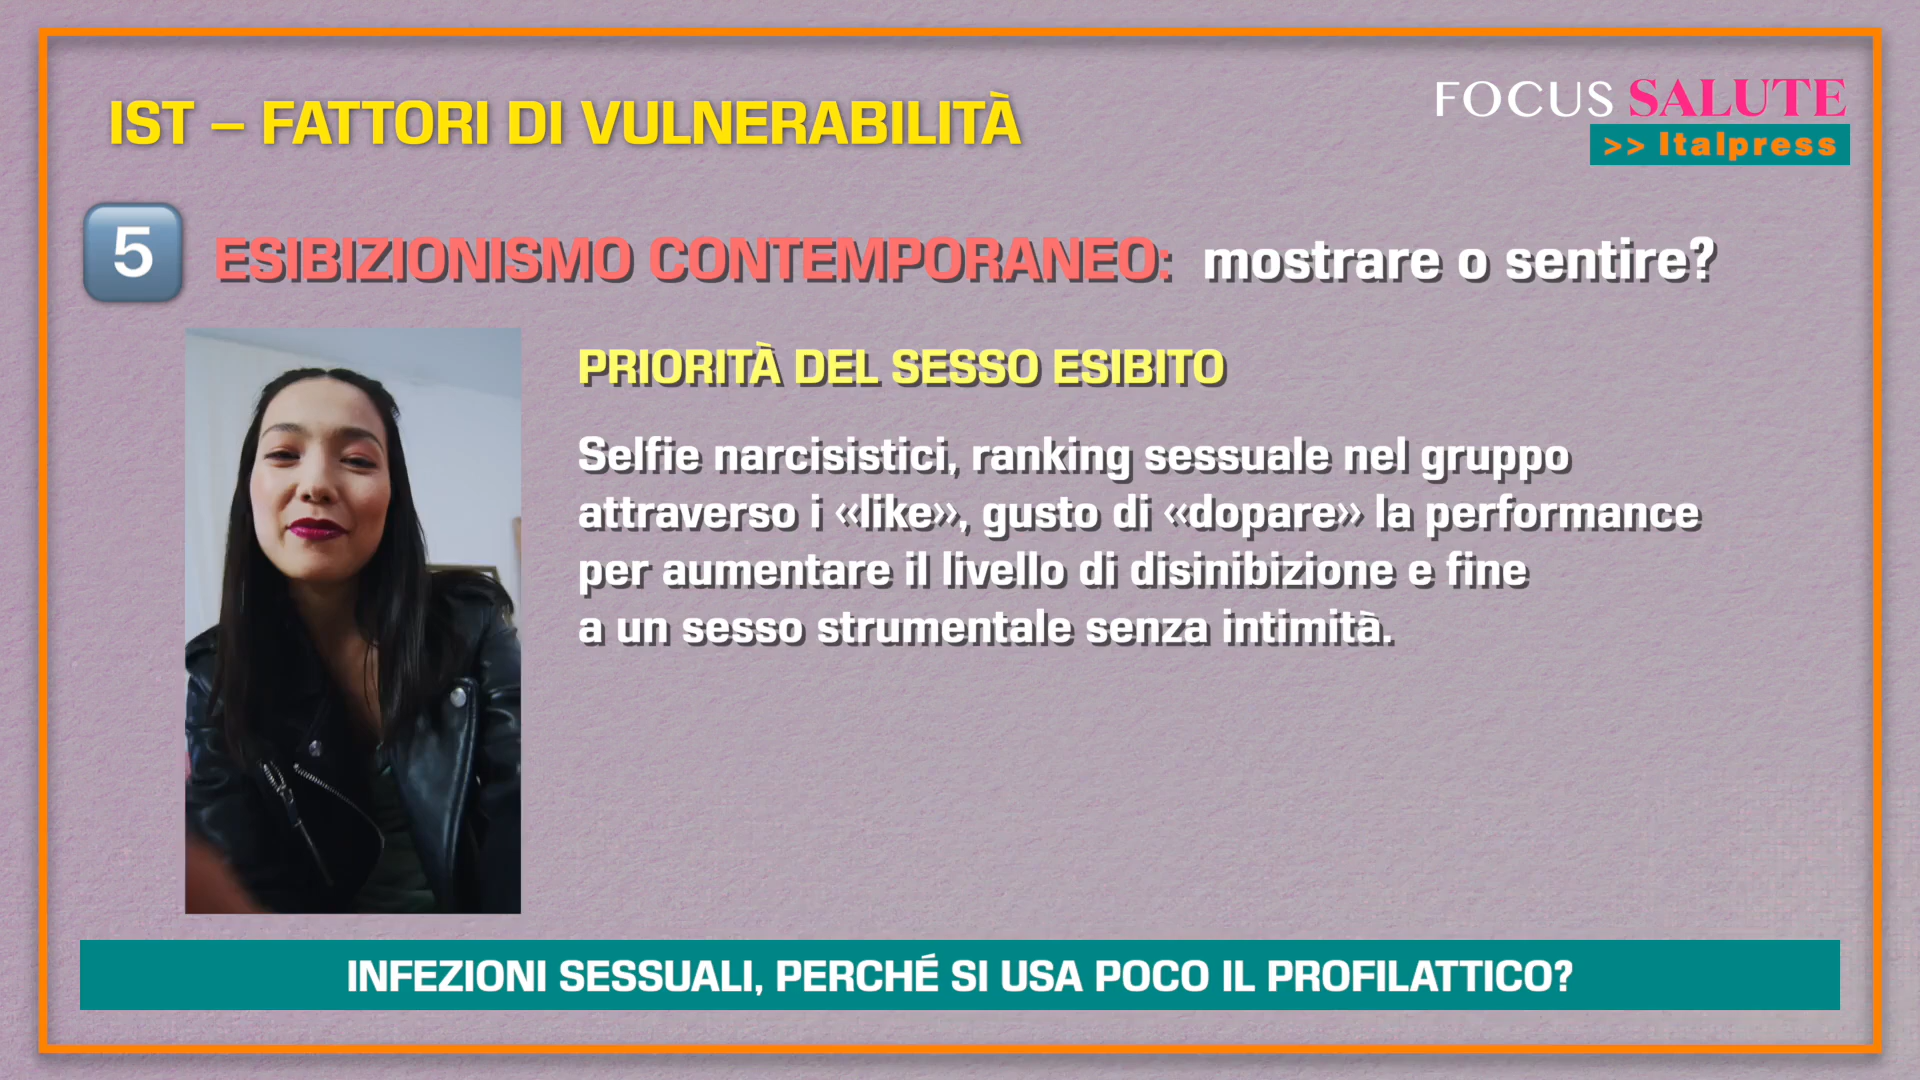 IST – FATTORI DI VULNERABILITÀ
FOCUS SALUTE
>> Italpress
5 ESIBIZIONISMO CONTEMPORANEO: mostrare o sentire?
PRIORITÀ DEL SESSO ESIBITO
Selfie narcisistici, ranking sessuale nel gruppo
attraverso i «like», gusto di «dopare» la performance
per aumentare il livello di disinibizione e fine
a un sesso strumentale senza intimità.
INFEZIONI SESSUALI, PERCHÉ SI USA POCO IL PROFILATTICO?